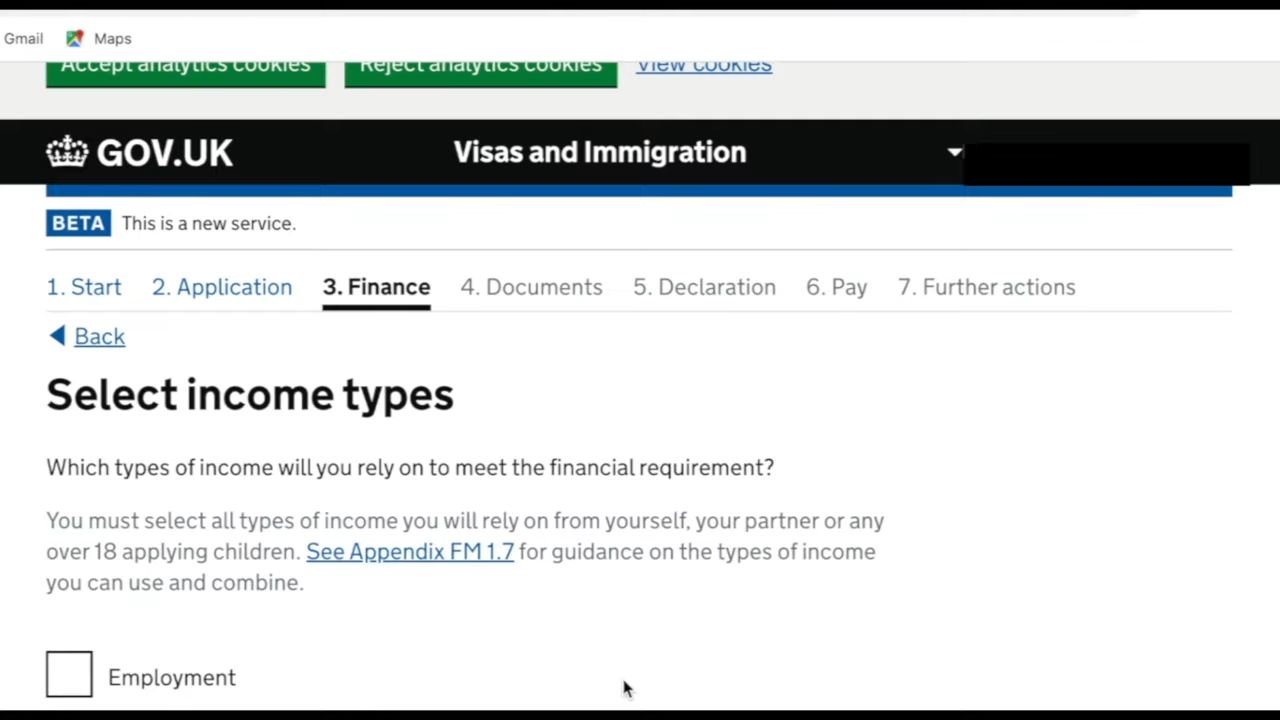 Gmail Maps
Accept analytics cookies Reject analytics cookies View cookies
GOV.UK Visas and Immigration
BETA This is a new service.
1. Start 2. Application 3. Finance 4. Documents 5. Declaration 6. Pay 7. Further actions
Back
Select income types
Which types of income will you rely on to meet the financial requirement?
You must select all types of income you will rely on from yourself, your partner or any
over 18 applying children. See Appendix FM 1.7 for guidance on the types of income
you can use and combine.
Employment